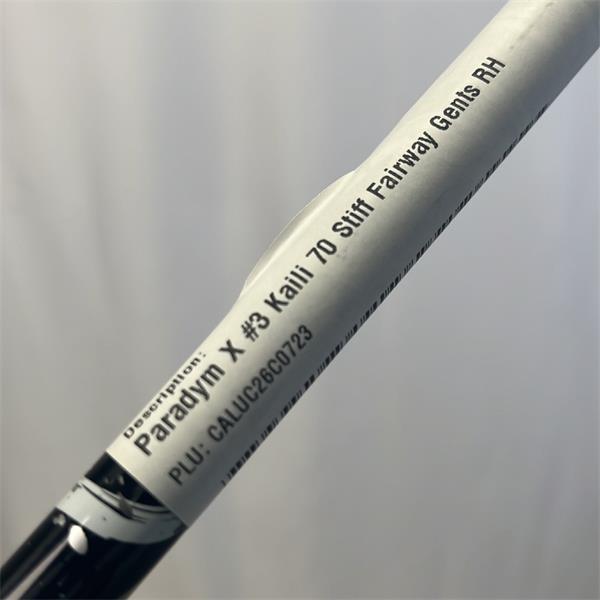 Description:
Paradym X #3 Kaili 70 Stiff Fairway Gents RH
PLU: CALUC26C0723